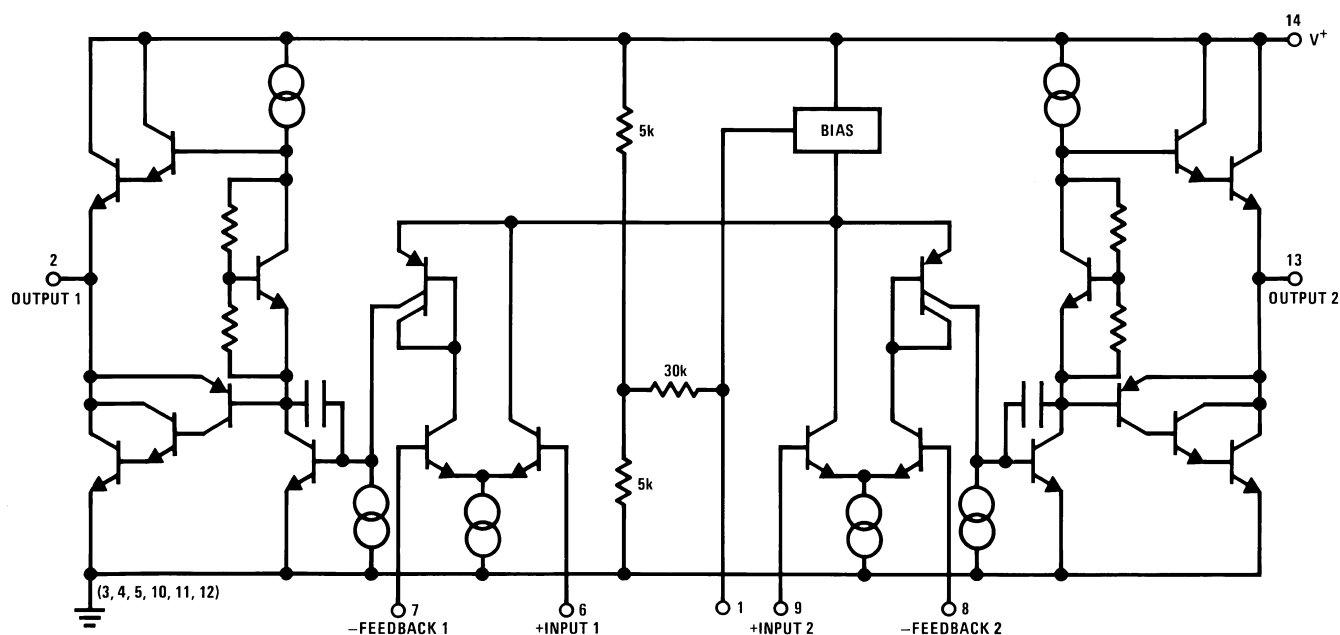 14
V+
5k
BIAS
2
OUTPUT 1
13
OUTPUT 2
30k
5k
(3, 4, 5, 10, 11, 12)
7
–FEEDBACK 1
6
+INPUT 1
1
9
+INPUT 2
8
–FEEDBACK 2